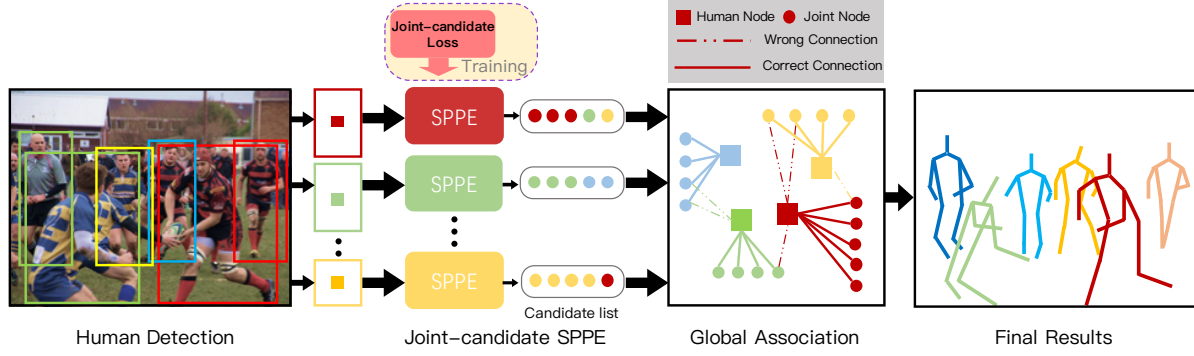 Joint-candidate
Loss
Training
Human Node
Joint Node
Wrong Connection
Correct Connection
SPPE
SPPE
SPPE
Candidate list
Human Detection
Joint-candidate SPPE
Global Association
Final Results